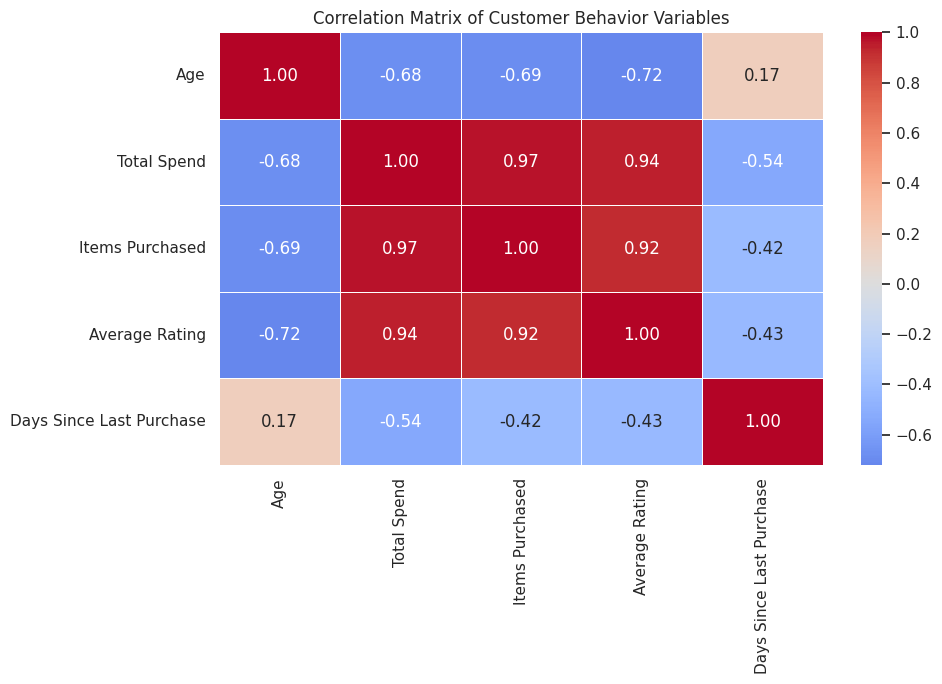 Correlation Matrix of Customer Behavior Variables
Age 1.00 -0.68 -0.69 -0.72 0.17
Total Spend -0.68 1.00 0.97 0.94 -0.54
Items Purchased -0.69 0.97 1.00 0.92 -0.42
Average Rating -0.72 0.94 0.92 1.00 -0.43
Days Since Last Purchase 0.17 -0.54 -0.42 -0.43 1.00
Age
Total Spend
Items Purchased
Average Rating
Days Since Last Purchase
1.0
0.8
0.6
0.4
0.2
0.0
−0.2
−0.4
−0.6